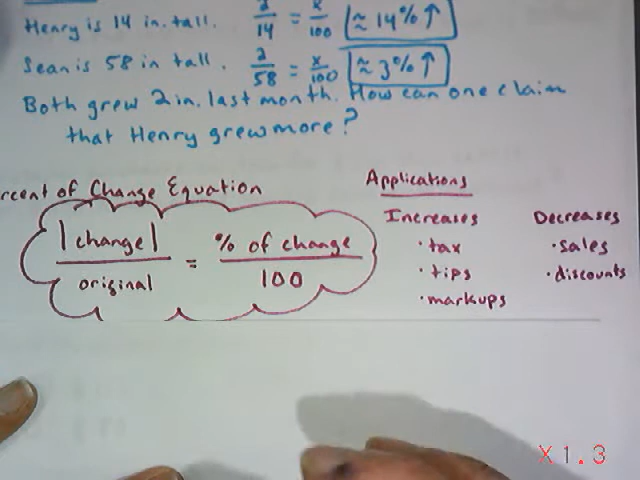 Henry is 14 in. tall. 2/14 = x/100 ≈ 14% ↑
Sean is 58 in tall. 2/58 = x/100 ≈ 3% ↑
Both grew 2 in. last month. How can one claim
that Henry grew more?
rcent of Change Equation
|change|/original = % of change/100
Applications
Increases
· tax
· tips
· markups
Decreases
· sales
· discounts
X1.3